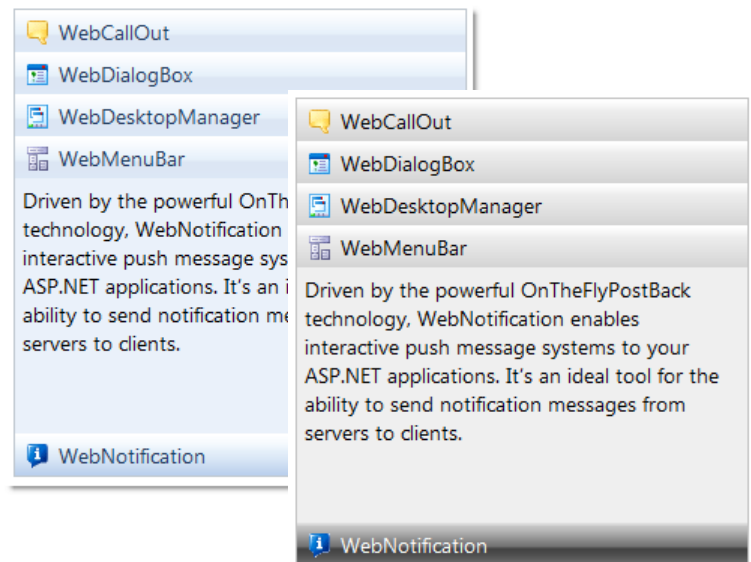 WebCallOut
WebDialogBox
WebDesktopManager
WebMenuBar
Driven by the powerful OnTh
technology, WebNotification
interactive push message sys
ASP.NET applications. It's an i
ability to send notification me
servers to clients.
WebNotification
WebCallOut
WebDialogBox
WebDesktopManager
WebMenuBar
Driven by the powerful OnTheFlyPostBack
technology, WebNotification enables
interactive push message systems to your
ASP.NET applications. It's an ideal tool for the
ability to send notification messages from
servers to clients.
WebNotification